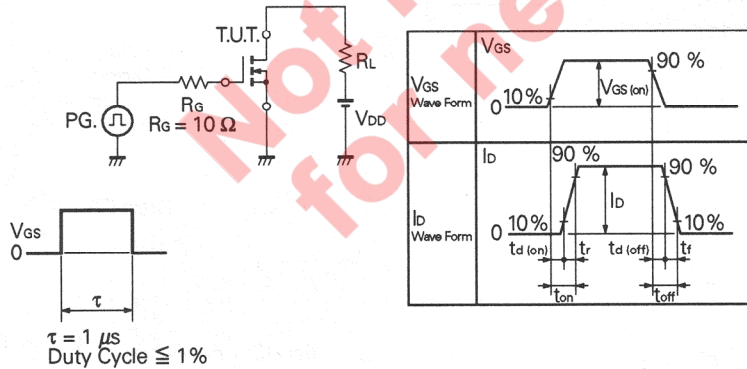 Not
for ne
T.U.T.
RL
RG
PG.
RG = 10 Ω
VDD
VGS
0
τ
τ = 1 μs
Duty Cycle ≦ 1%
VGS
Wave Form
VGS
90 %
10%
VGS (on)
0
ID
Wave Form
ID
90 %
90 %
ID
10%
10%
0
td (on)
tr
td (off)
tf
ton
toff